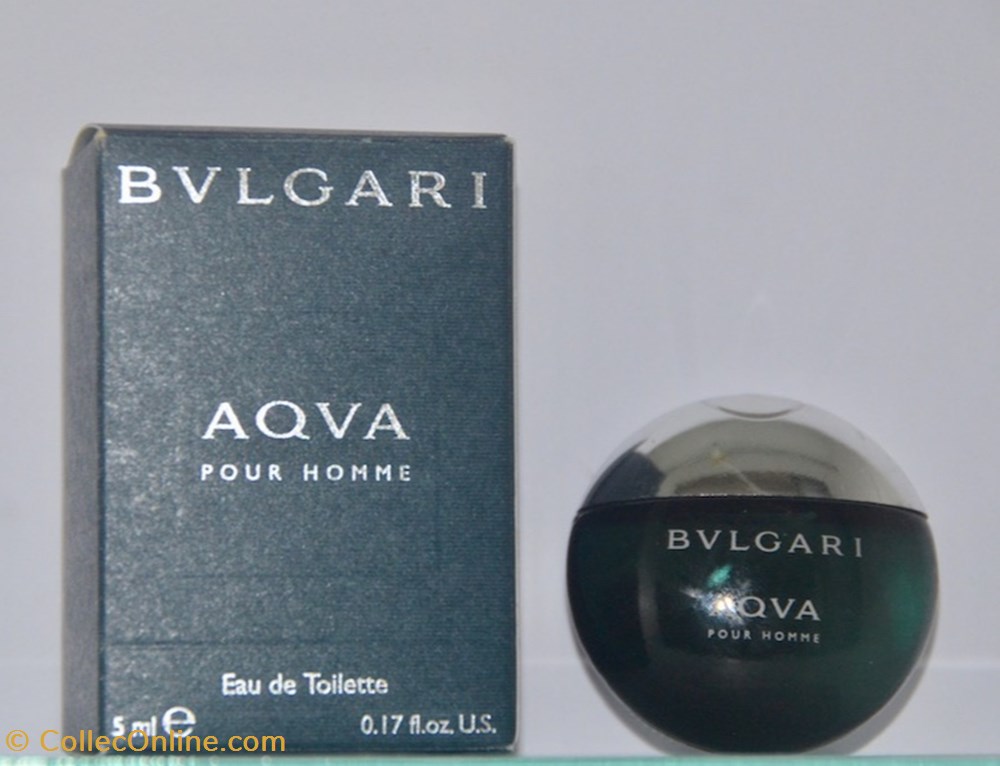 BVLGARI
AQVA
POUR HOMME
Eau de Toilette
5 ml ℮ 0.17 fl.oz. U.S.
BVLGARI
AQVA
POUR HOMME
© CollecOnline.com